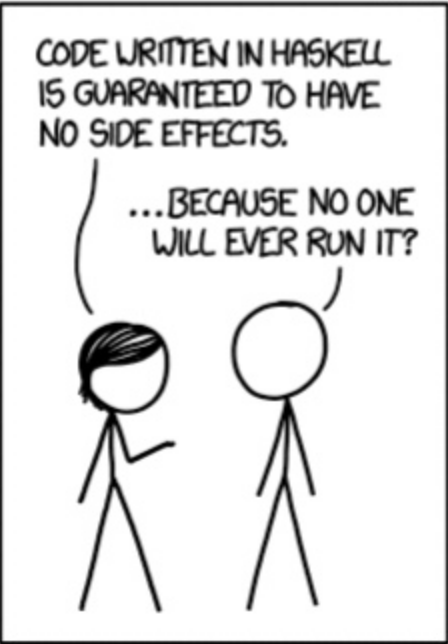 CODE WRITTEN IN HASKELL
IS GUARANTEED TO HAVE
NO SIDE EFFECTS.
...BECAUSE NO ONE
WILL EVER RUN IT?